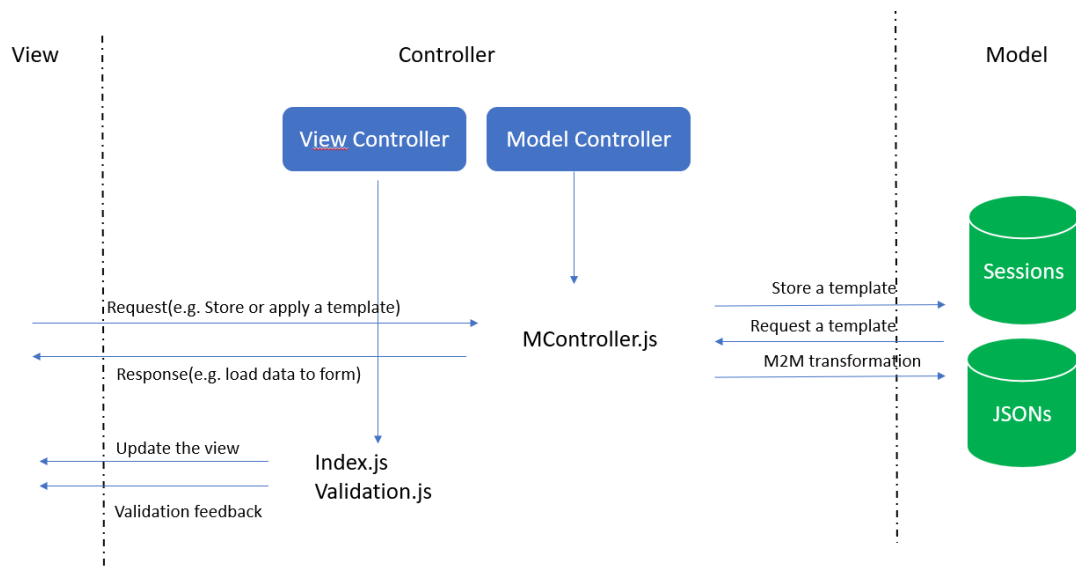 View
Controller
Model
View Controller
Model Controller
Sessions
Store a template
Request(e.g. Store or apply a template)
Request a template
MController.js
M2M transformation
Response(e.g. load data to form)
JSONs
Update the view
Index.js
Validation.js
Validation feedback